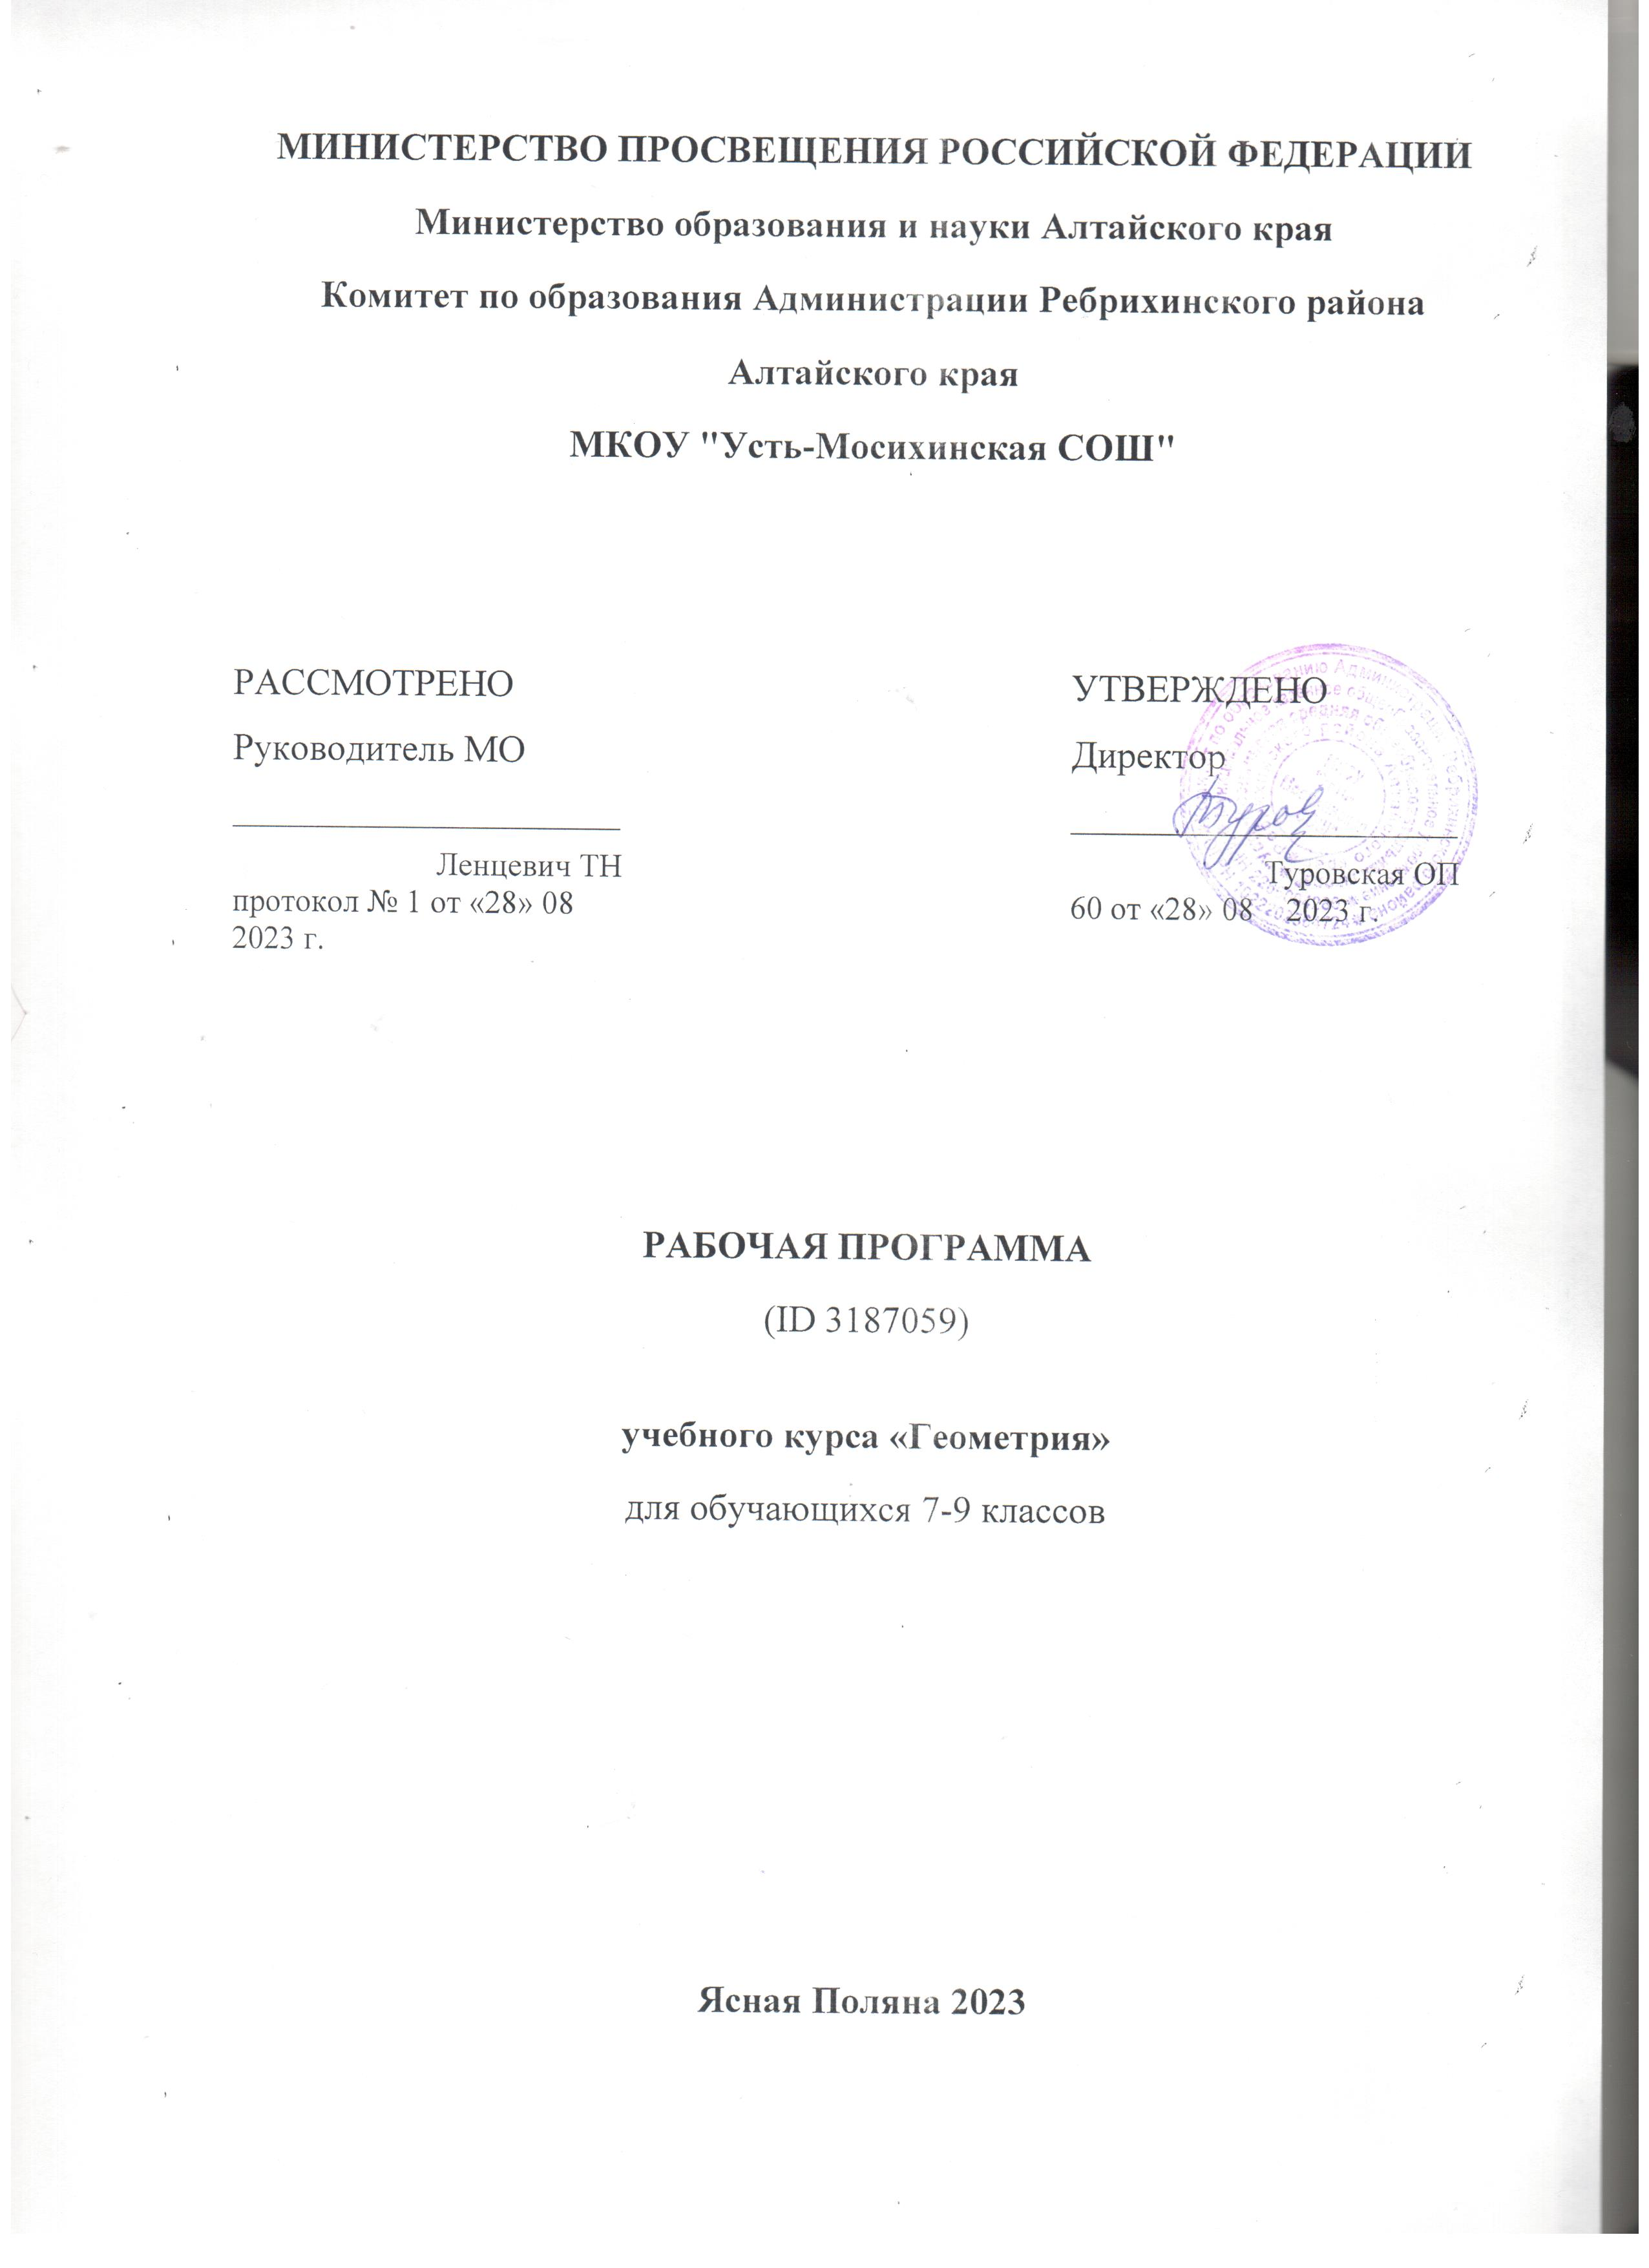 МИНИСТЕРСТВО ПРОСВЕЩЕНИЯ РОССИЙСКОЙ ФЕДЕРАЦИИ
Министерство образования и науки Алтайского края
Комитет по образования Администрации Ребрихинского района
Алтайского края
МКОУ "Усть-Мосихинская СОШ"
РАССМОТРЕНО
Руководитель МО
Ленцевич ТН
протокол № 1 от «28» 08
2023 г.
УТВЕРЖДЕНО
Директор
Туровская ОП
60 от «28» 08 2023 г.
РАБОЧАЯ ПРОГРАММА
(ID 3187059)
учебного курса «Геометрия»
для обучающихся 7-9 классов
Ясная Поляна 2023